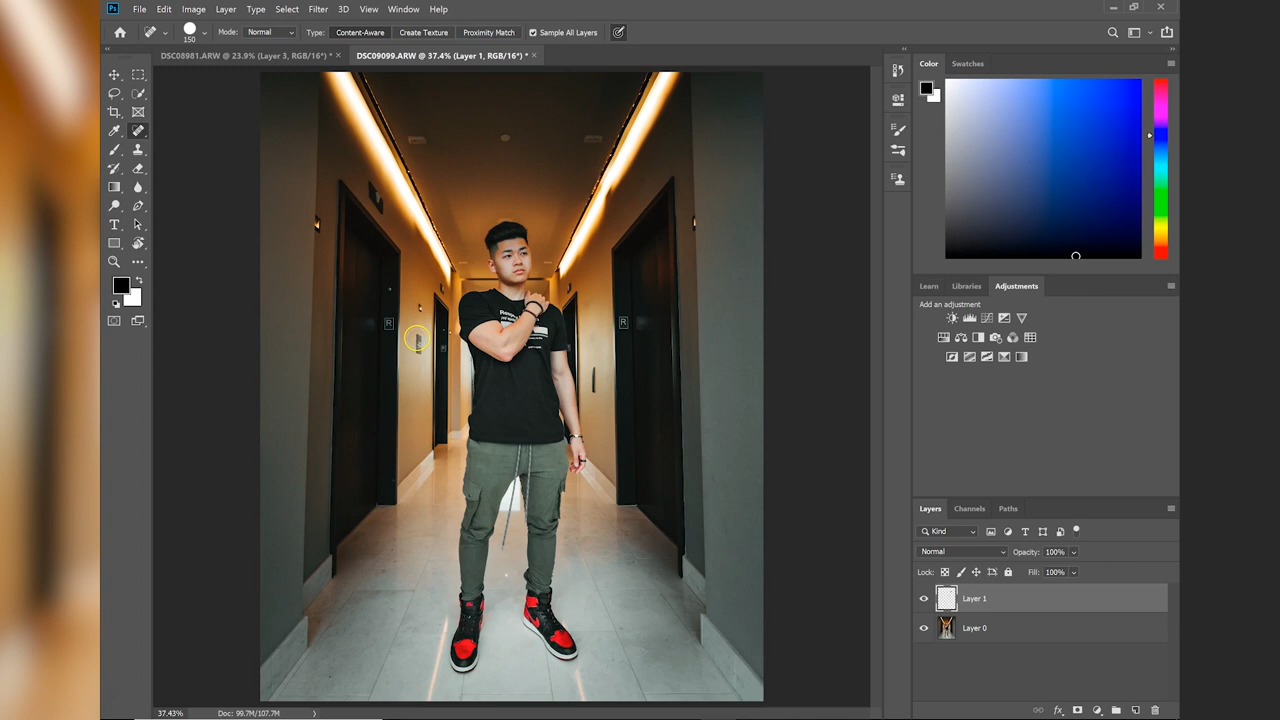 Ps File Edit Image Layer Type Select Filter 3D View Window Help
150 Mode: Normal Type: Content-Aware Create Texture Proximity Match Sample All Layers
DSC08981.ARW @ 23.9% (Layer 3, RGB/16*) * × DSC09099.ARW @ 37.4% (Layer 1, RGB/16*) * ×
Color Swatches
R
R
Learn Libraries Adjustments
Add an adjustment
Layers Channels Paths
Kind
Normal Opacity: 100%
Lock: Fill: 100%
Layer 1
Layer 0
37.43% Doc: 99.7M/107.7M